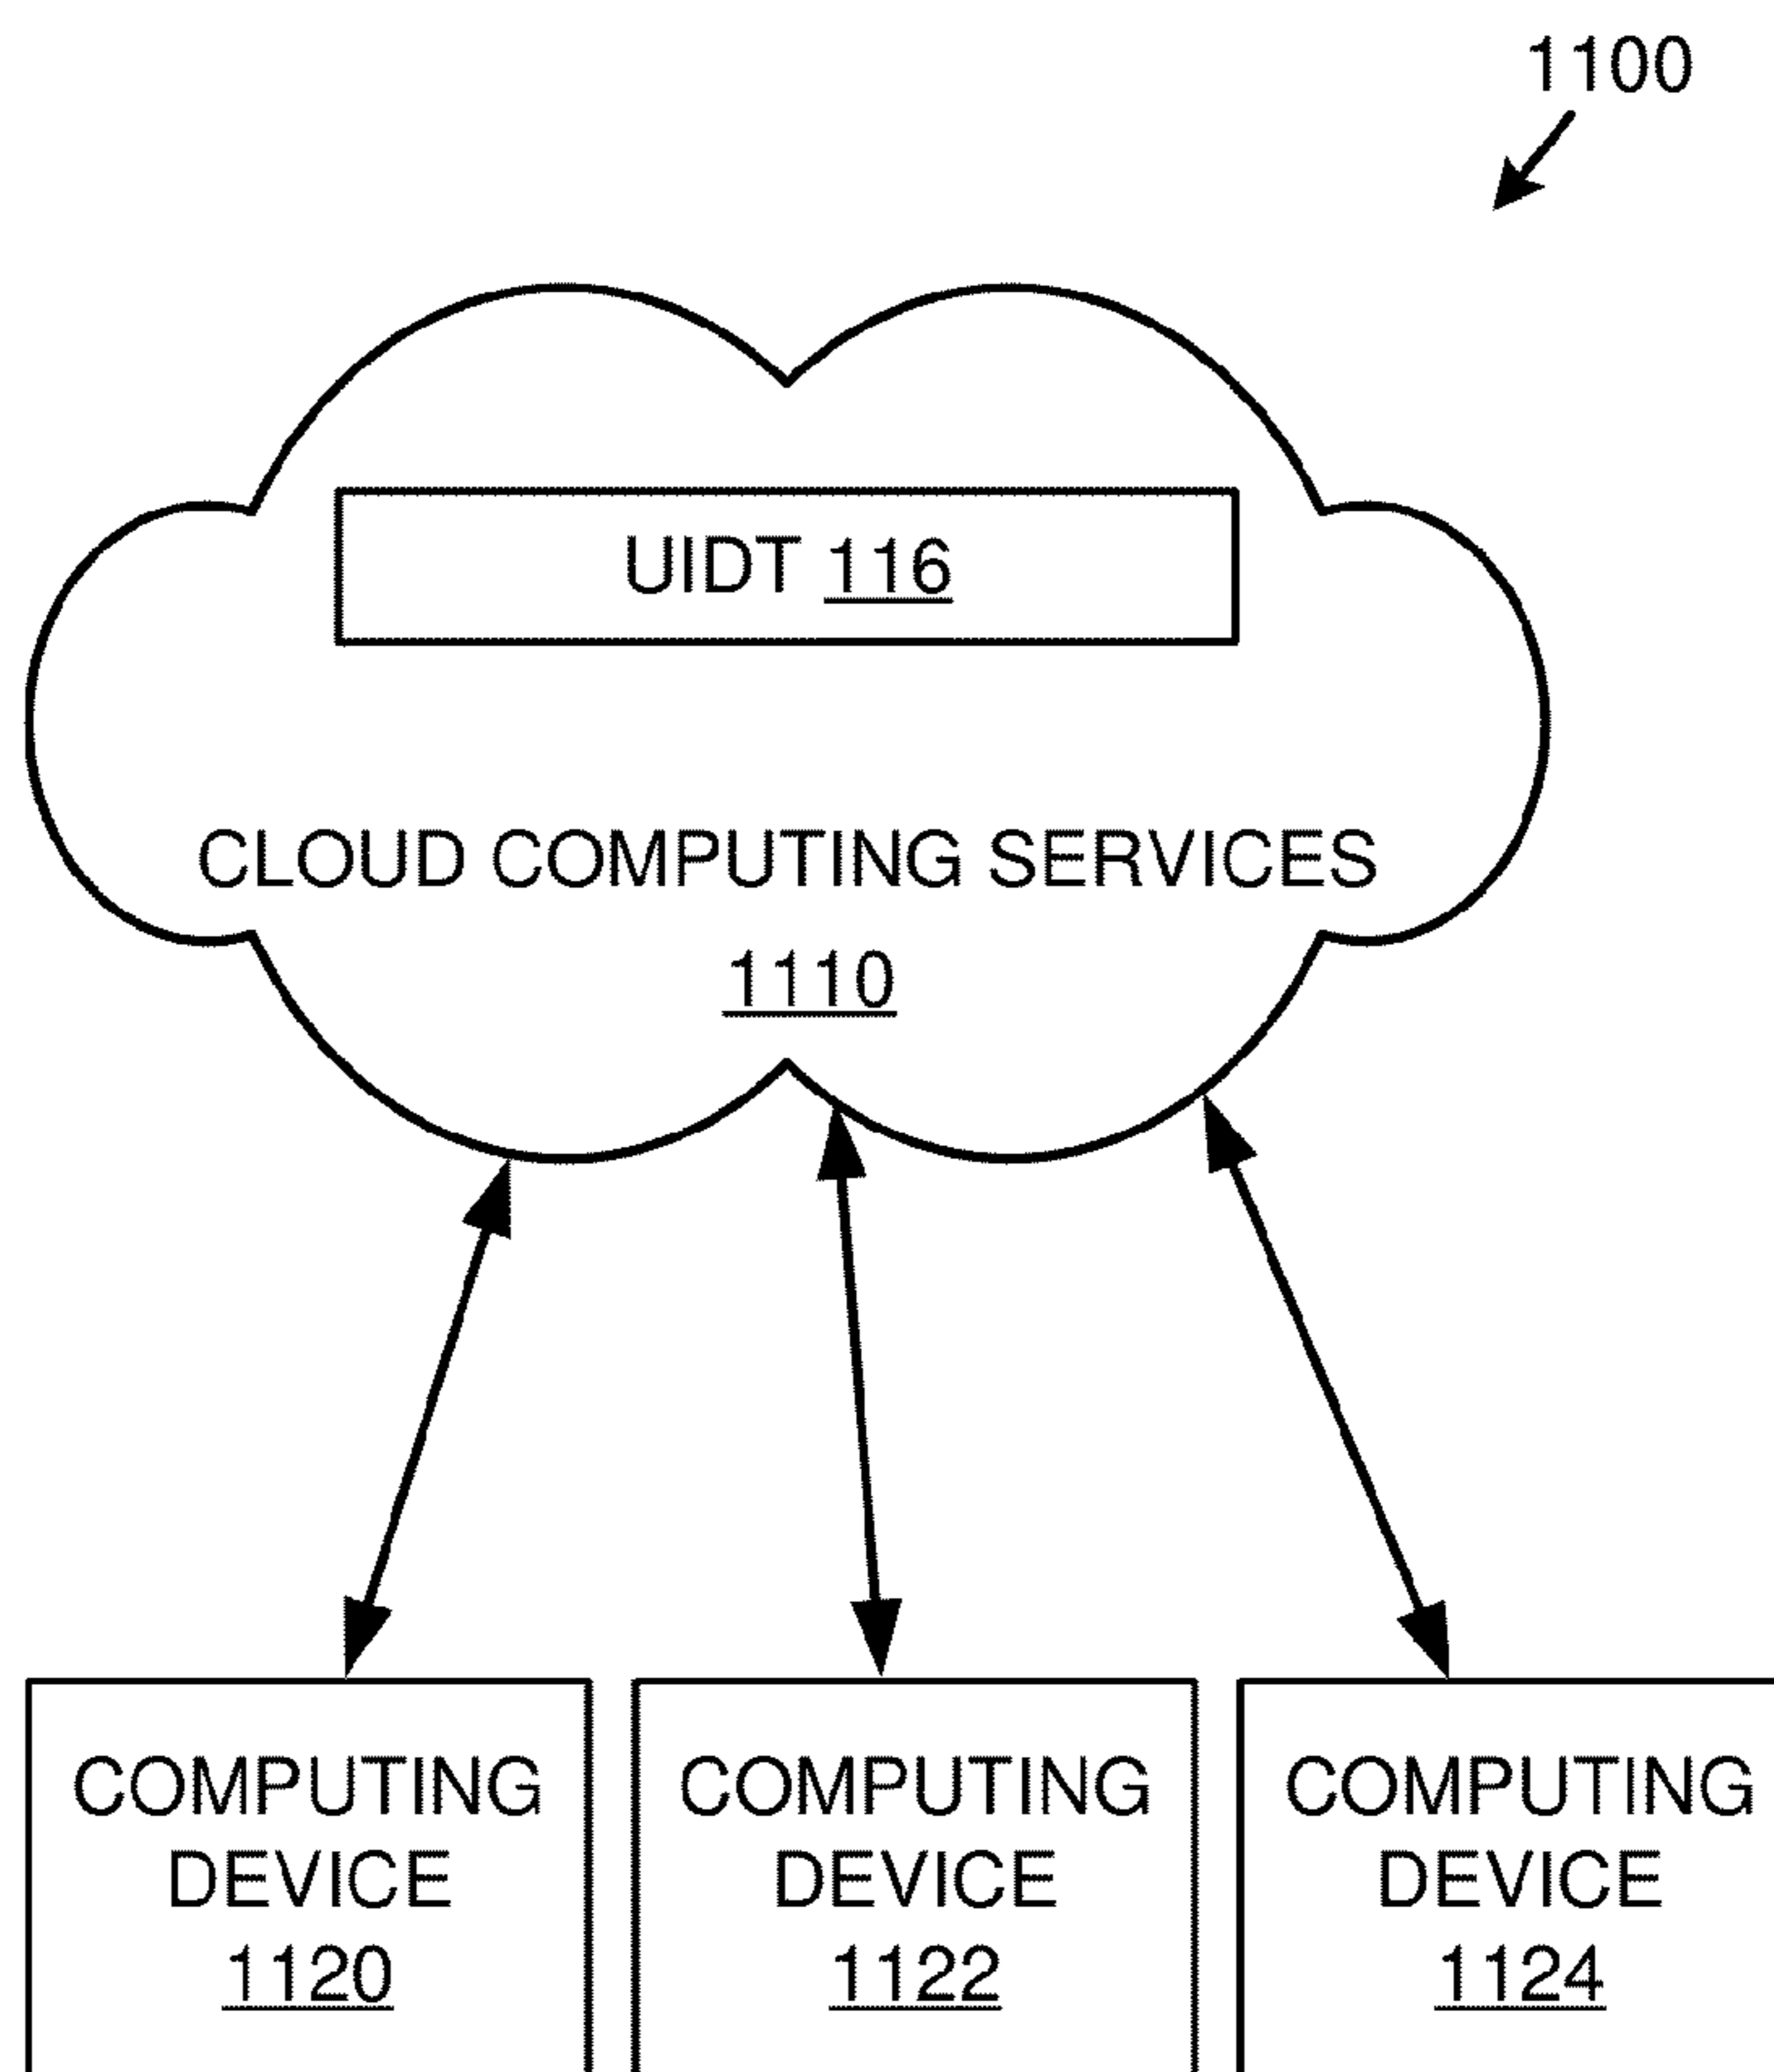 1100
UIDT 116
CLOUD COMPUTING SERVICES
1110
COMPUTING
DEVICE
1120
COMPUTING
DEVICE
1122
COMPUTING
DEVICE
1124